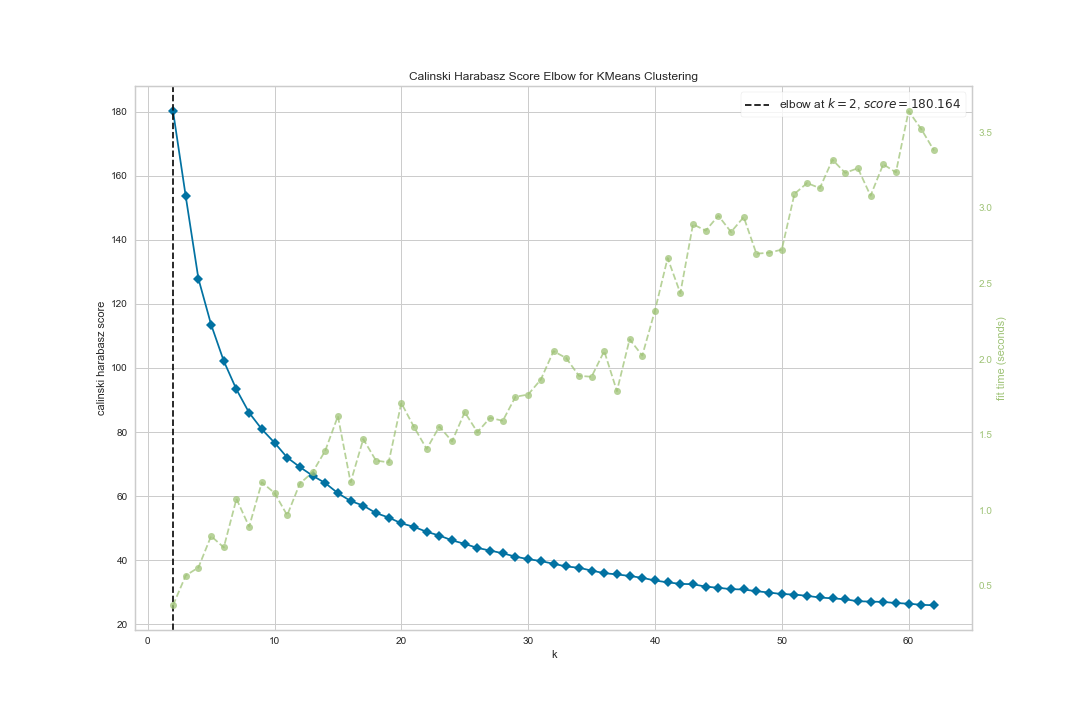 Calinski Harabasz Score Elbow for KMeans Clustering
elbow at k = 2, score = 180.164
calinski harabasz score
180
160
140
120
100
80
60
40
20
3.5
3.0
2.5
2.0
1.5
1.0
0.5
fit time (seconds)
0 10 20 30 40 50 60
k